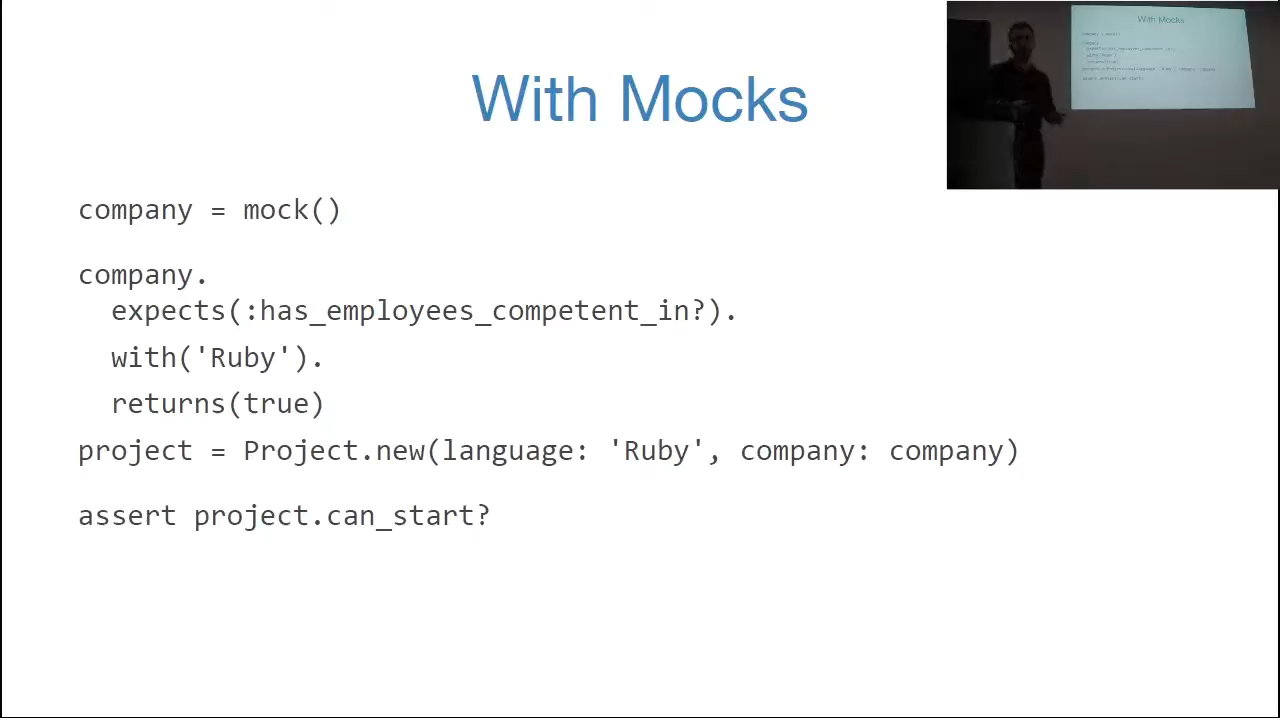 With Mocks
company = mock()
company.
expects(:has_employees_competent_in?).
with('Ruby').
returns(true)
project = Project.new(language: 'Ruby', company: company)
assert project.can_start?
With Mocks